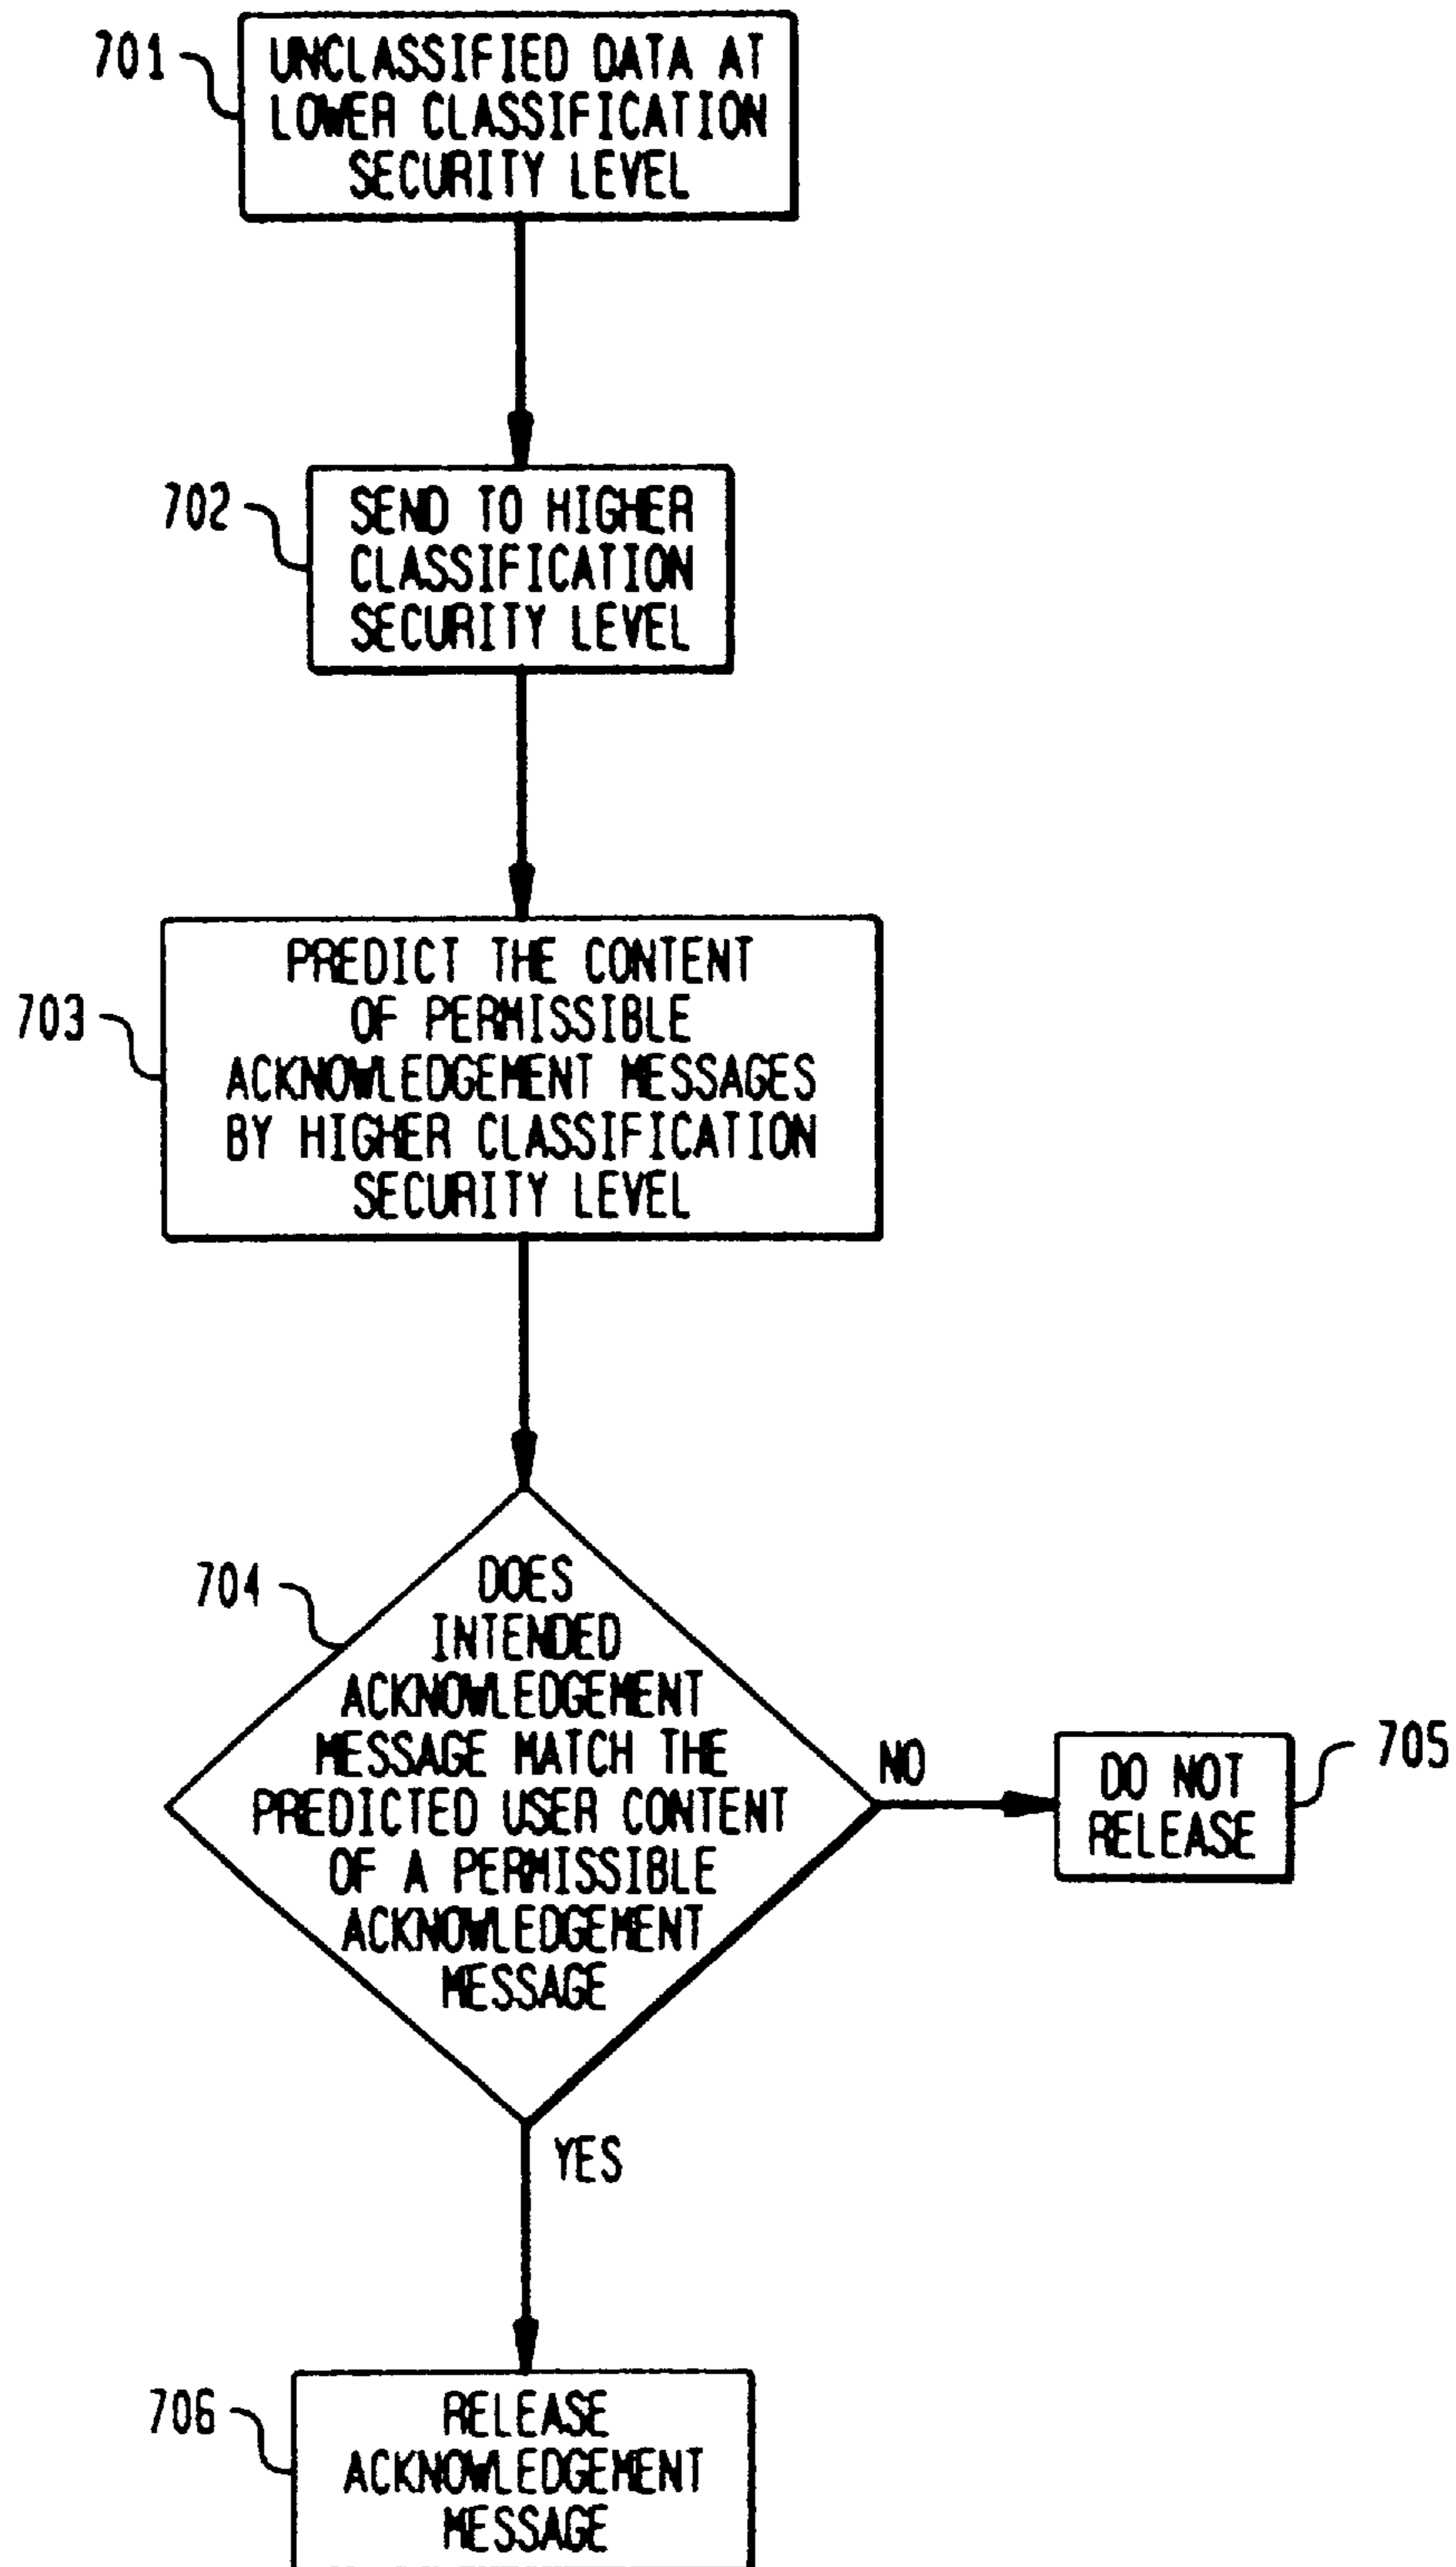 701
UNCLASSIFIED DATA AT
LOWER CLASSIFICATION
SECURITY LEVEL
702
SEND TO HIGHER
CLASSIFICATION
SECURITY LEVEL
703
PREDICT THE CONTENT
OF PERMISSIBLE
ACKNOWLEDGEMENT MESSAGES
BY HIGHER CLASSIFICATION
SECURITY LEVEL
704
DOES
INTENDED
ACKNOWLEDGEMENT
MESSAGE MATCH THE
PREDICTED USER CONTENT
OF A PERMISSIBLE
ACKNOWLEDGEMENT
MESSAGE
NO
DO NOT
RELEASE
705
YES
706
RELEASE
ACKNOWLEDGEMENT
MESSAGE